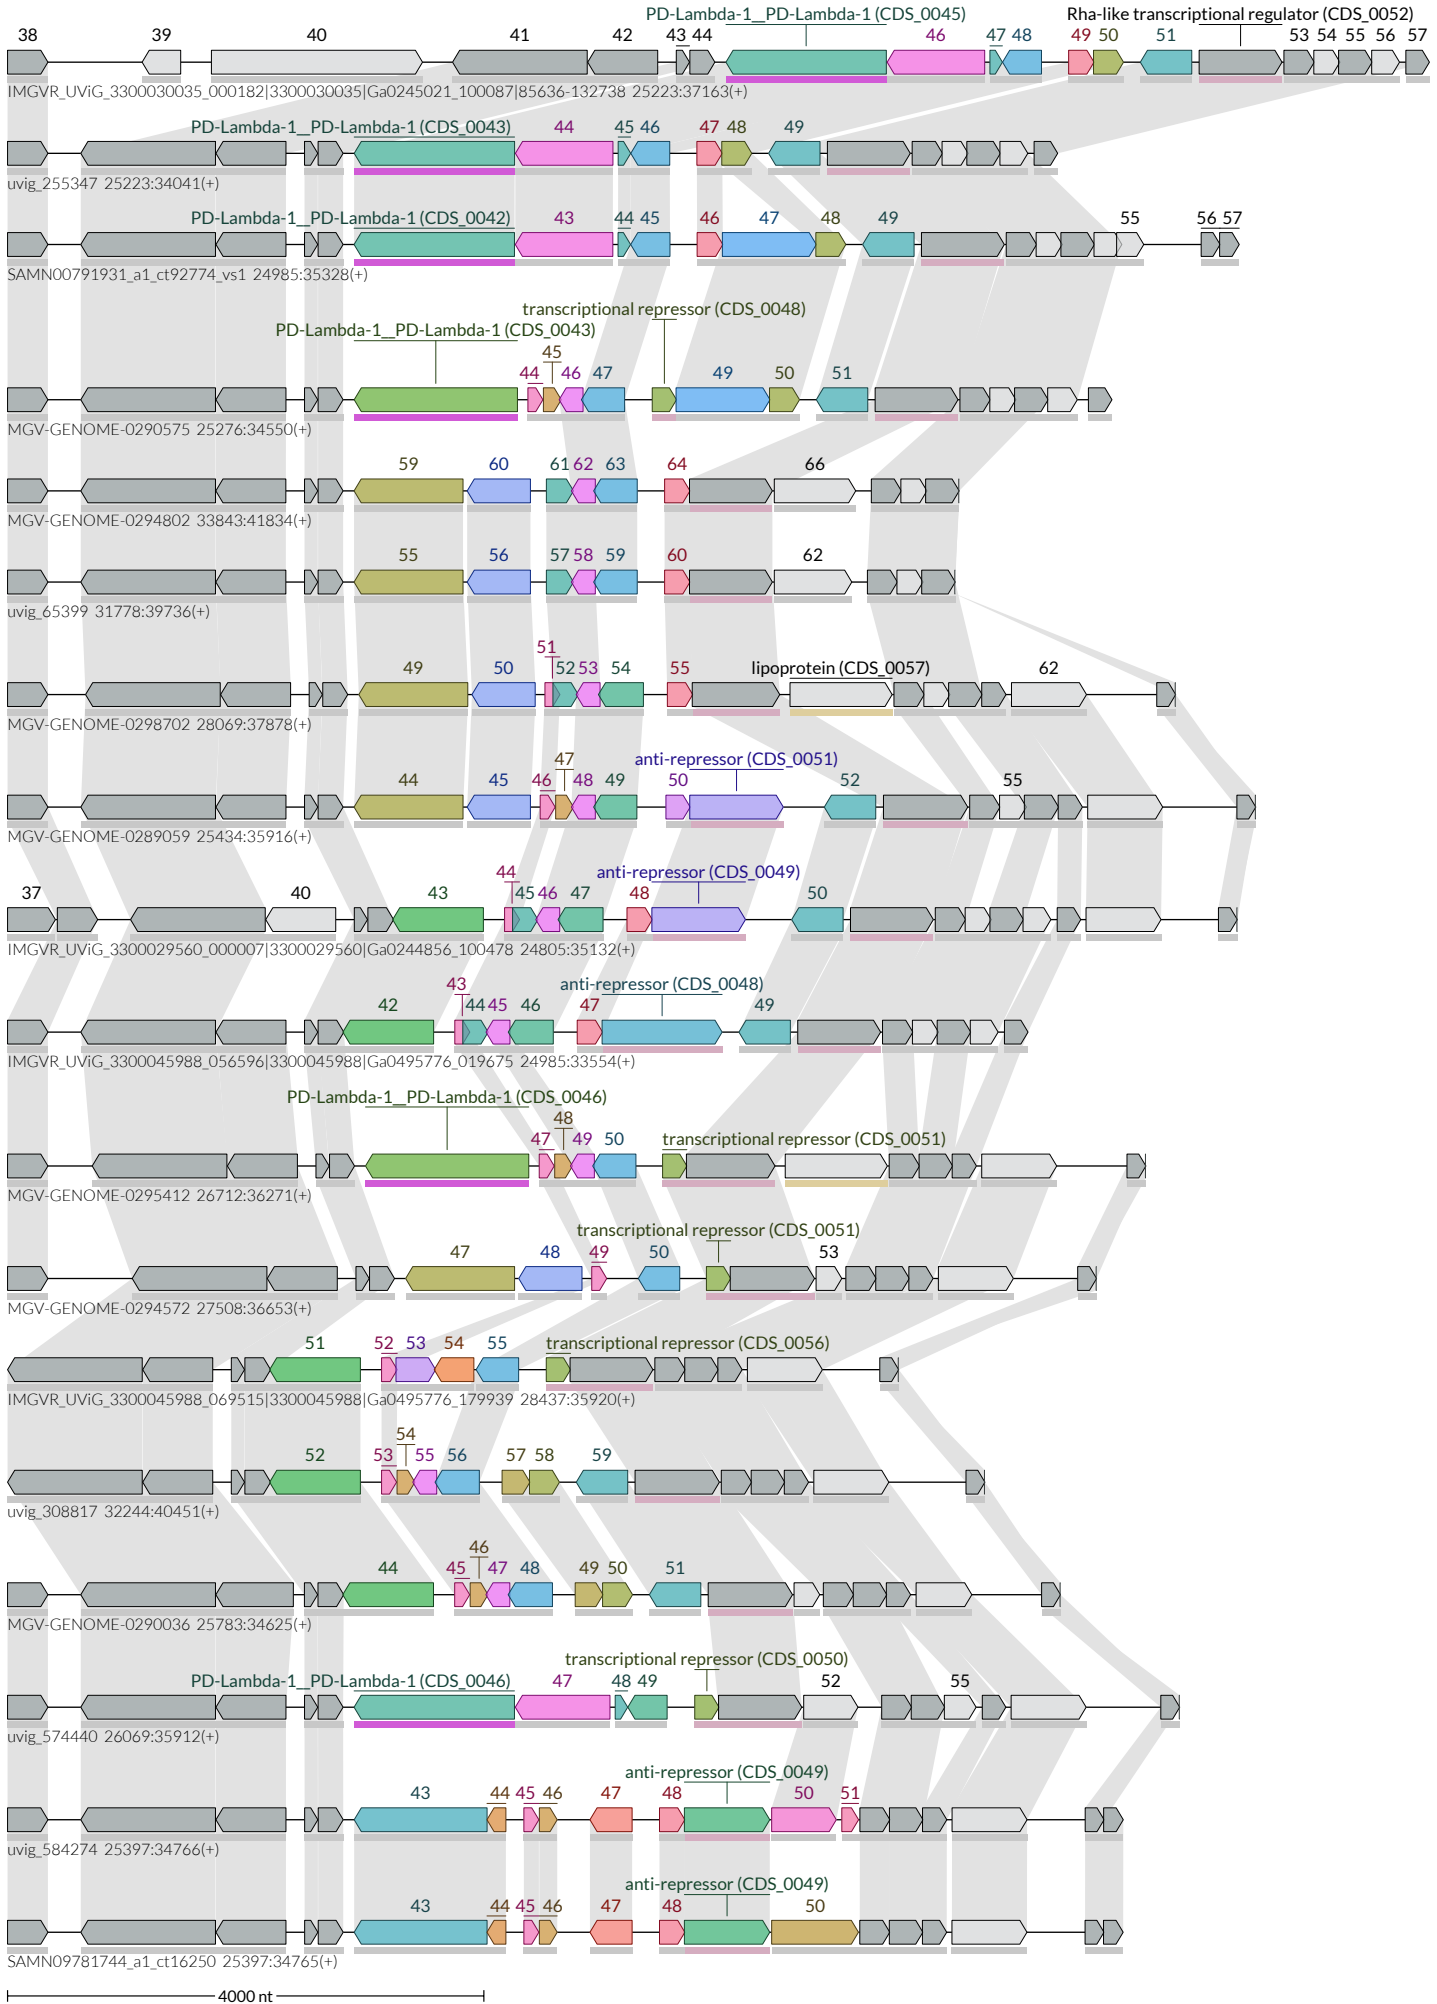 PD-Lambda-1__PD-Lambda-1 (CDS_0045) Rha-like transcriptional regulator (CDS_0052)
38 39 40 41 42 43 44 46 47 48 49 50 51 53 54 55 56 57
IMGVR_UViG_3300030035_000182|3300030035|Ga0245021_100087|85636-132738 25223:37163(+)
PD-Lambda-1__PD-Lambda-1 (CDS_0043) 44 45 46 47 48 49
uvig_255347 25223:34041(+)
PD-Lambda-1__PD-Lambda-1 (CDS_0042) 43 44 45 46 47 48 49 55 56 57
SAMN00791931_a1_ct92774_vs1 24985:35328(+)
transcriptional repressor (CDS_0048)
PD-Lambda-1__PD-Lambda-1 (CDS_0043)
45
44 46 47 49 50 51
MGV-GENOME-0290575 25276:34550(+)
59 60 61 62 63 64 66
MGV-GENOME-0294802 33843:41834(+)
55 56 57 58 59 60 62
uvig_65399 31778:39736(+)
51
49 50 52 53 54 55 lipoprotein (CDS_0057) 62
MGV-GENOME-0298702 28069:37878(+)
47 anti-repressor (CDS_0051)
44 45 46 48 49 50 52 55
MGV-GENOME-0289059 25434:35916(+)
44 anti-repressor (CDS_0049)
37 40 43 45 46 47 48 50
IMGVR_UViG_3300029560_000007|3300029560|Ga0244856_100478 24805:35132(+)
43 anti-repressor (CDS_0048)
42 44 45 46 47 49
IMGVR_UViG_3300045988_056596|3300045988|Ga0495776_019675 24985:33554(+)
PD-Lambda-1__PD-Lambda-1 (CDS_0046)
48
47 49 50 transcriptional repressor (CDS_0051)
MGV-GENOME-0295412 26712:36271(+)
transcriptional repressor (CDS_0051)
47 48 49 50 53
MGV-GENOME-0294572 27508:36653(+)
51 52 53 54 55 transcriptional repressor (CDS_0056)
IMGVR_UViG_3300045988_069515|3300045988|Ga0495776_179939 28437:35920(+)
54
52 53 55 56 57 58 59
uvig_308817 32244:40451(+)
46
44 45 47 48 49 50 51
MGV-GENOME-0290036 25783:34625(+)
transcriptional repressor (CDS_0050)
PD-Lambda-1__PD-Lambda-1 (CDS_0046) 47 48 49 52 55
uvig_574440 26069:35912(+)
anti-repressor (CDS_0049)
43 44 45 46 47 48 50 51
uvig_584274 25397:34766(+)
anti-repressor (CDS_0049)
43 44 45 46 47 48 50
SAMN09781744_a1_ct16250 25397:34765(+)
4000 nt